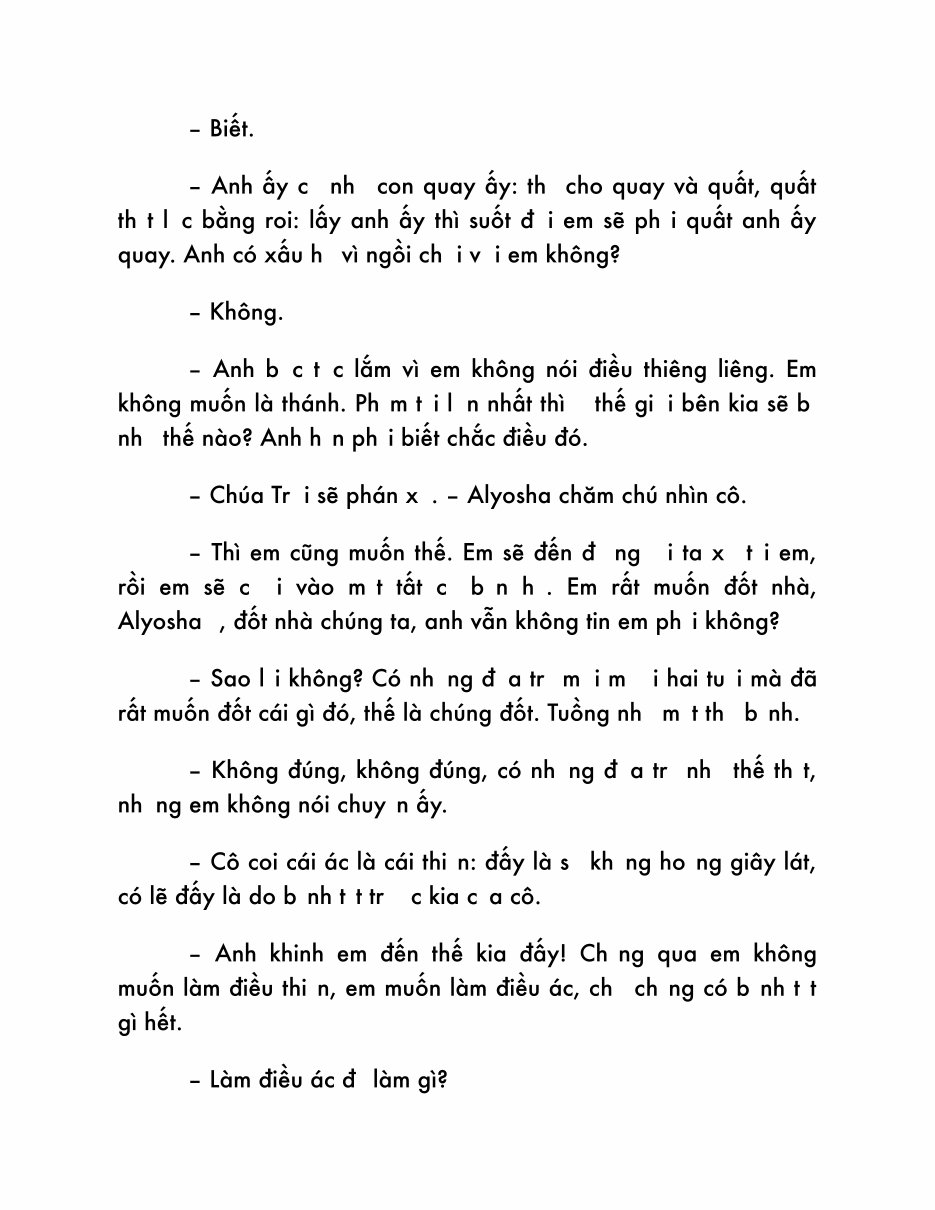 – Biết.
– Anh ấy c nh con quay ấy: th cho quay và quất, quất
th t l c bằng roi: lấy anh ấy thì suốt đ i em sẽ ph i quất anh ấy
quay. Anh có xấu h vì ngồi ch i v i em không?
– Không.
– Anh b c t c lắm vì em không nói điều thiêng liêng. Em
không muốn là thánh. Ph m t i l n nhất thì thế gi i bên kia sẽ b
nh thế nào? Anh h n ph i biết chắc điều đó.
– Chúa Tr i sẽ phán x . – Alyosha chăm chú nhìn cô.
– Thì em cũng muốn thế. Em sẽ đến đ ng i ta x t i em,
rồi em sẽ c i vào m t tất c b n h . Em rất muốn đốt nhà,
Alyosha , đốt nhà chúng ta, anh vẫn không tin em ph i không?
– Sao l i không? Có nh ng đ a tr m i m i hai tu i mà đã
rất muốn đốt cái gì đó, thế là chúng đốt. Tuồng nh m t th b nh.
– Không đúng, không đúng, có nh ng đ a tr nh thế th t,
nh ng em không nói chuy n ấy.
– Cô coi cái ác là cái thi n: đấy là s kh ng ho ng giây lát,
có lẽ đấy là do b nh t t tr c kia c a cô.
– Anh khinh em đến thế kia đấy! Ch ng qua em không
muốn làm điều thi n, em muốn làm điều ác, ch ch ng có b nh t t
gì hết.
– Làm điều ác đ làm gì?